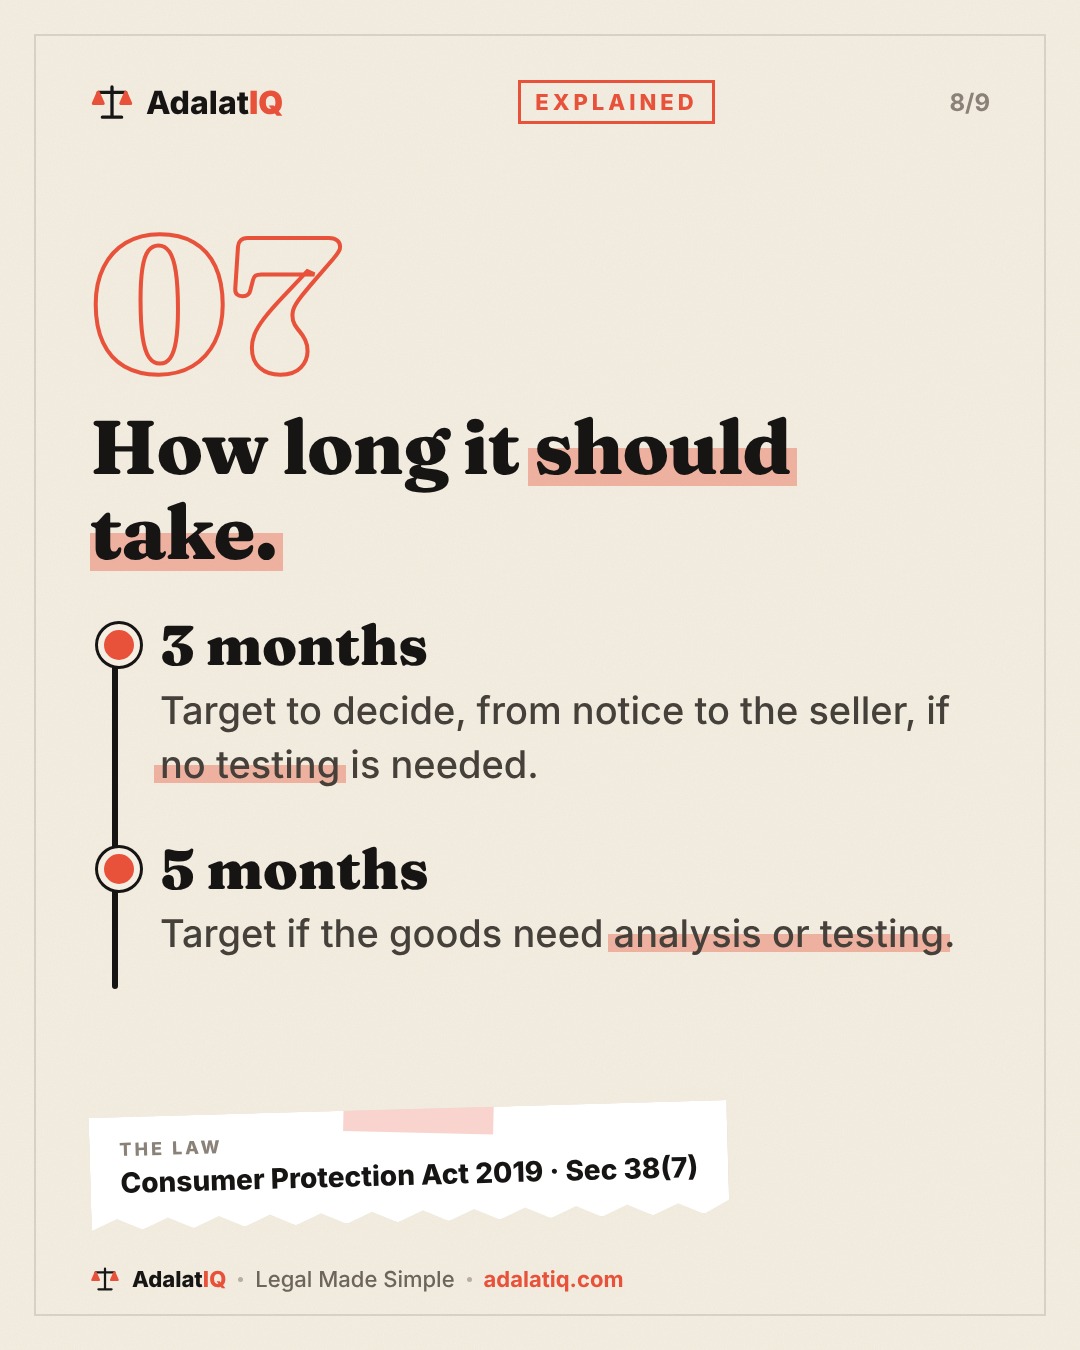 AdalatIQ
EXPLAINED
8/9
07
How long it should
take.
3 months
Target to decide, from notice to the seller, if
no testing is needed.
5 months
Target if the goods need analysis or testing.
THE LAW
Consumer Protection Act 2019 · Sec 38(7)
AdalatIQ • Legal Made Simple • adalatiq.com